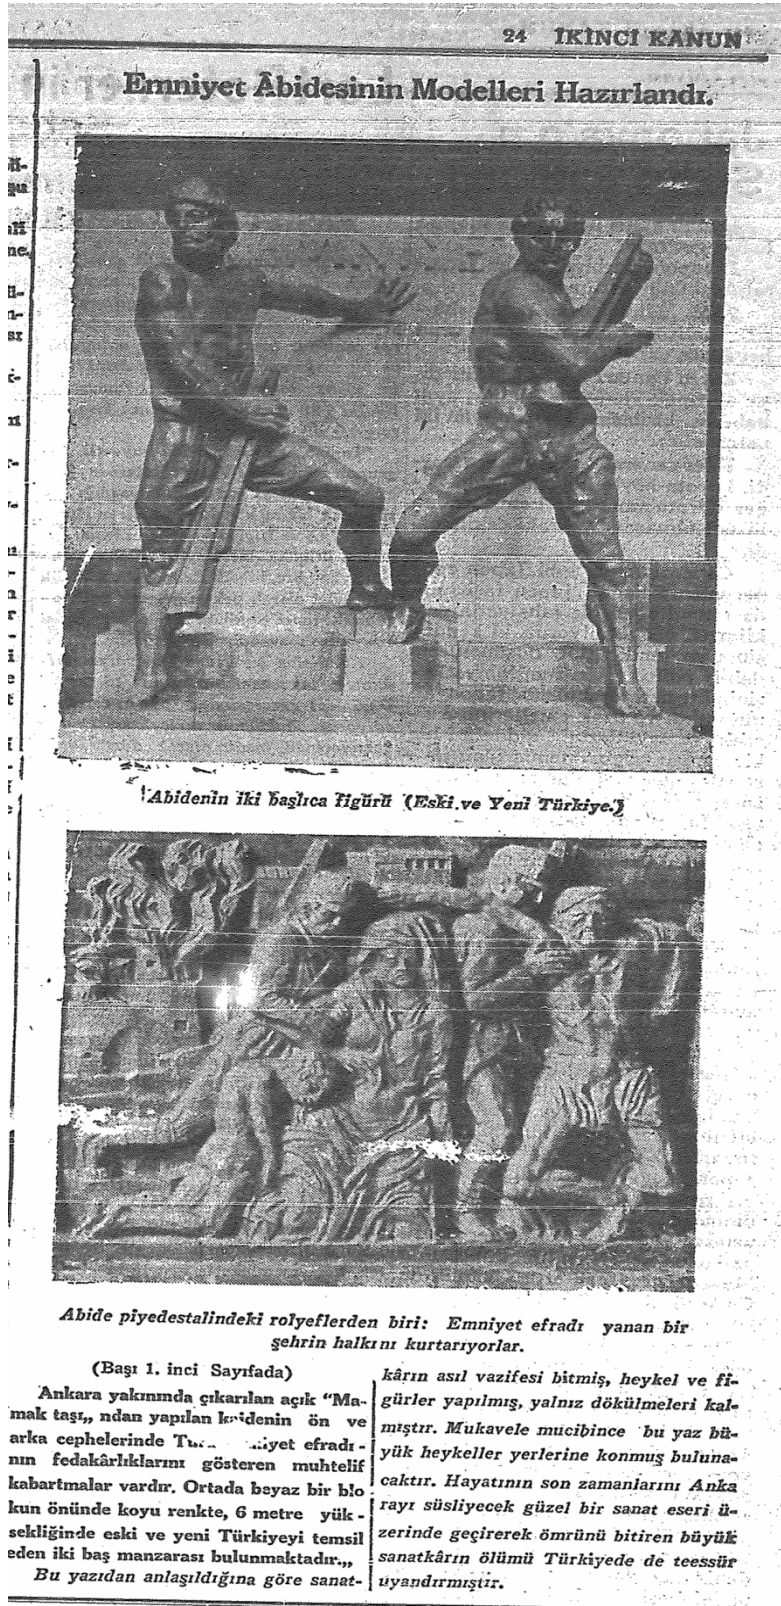 24 İKİNCİ KANUN
Emniyet Âbidesinin Modelleri Hazırlandı.
Abidenin iki başlıca figürü (Eski ve Yeni Türkiye.)
Abide piyedestalindeki rolyeflerden biri: Emniyet efradı yanan bir
şehrin halkını kurtarıyorlar.
(Başı 1. inci Sayıfada)
Ankara yakınında çıkarılan açık "Ma-
mak taşı,, ndan yapılan kaidenin ön ve
arka cephelerinde efradı -
nın fedakârlıklarını gösteren muhtelif
kabartmalar vardır. Ortada beyaz bir blo
kun önünde koyu renkte, 6 metre yük -
sekliğinde eski ve yeni Türkiyeyi temsil
eden iki baş manzarası bulunmaktadır.,,
Bu yazıdan anlaşıldığına göre sanat-
kârın asıl vazifesi bitmiş, heykel ve fi-
gürler yapılmış, yalnız dökülmeleri kal-
mıştır. Mukavele mucibince bu yaz bü-
yük heykeller yerlerine konmuş buluna-
caktır. Hayatının son zamanlarını Anka
rayı süsliyecek güzel bir sanat eseri ü-
zerinde geçirerek ömrünü bitiren büyük
sanatkârın ölümü Türkiyede de teessür
uyandırmıştır.